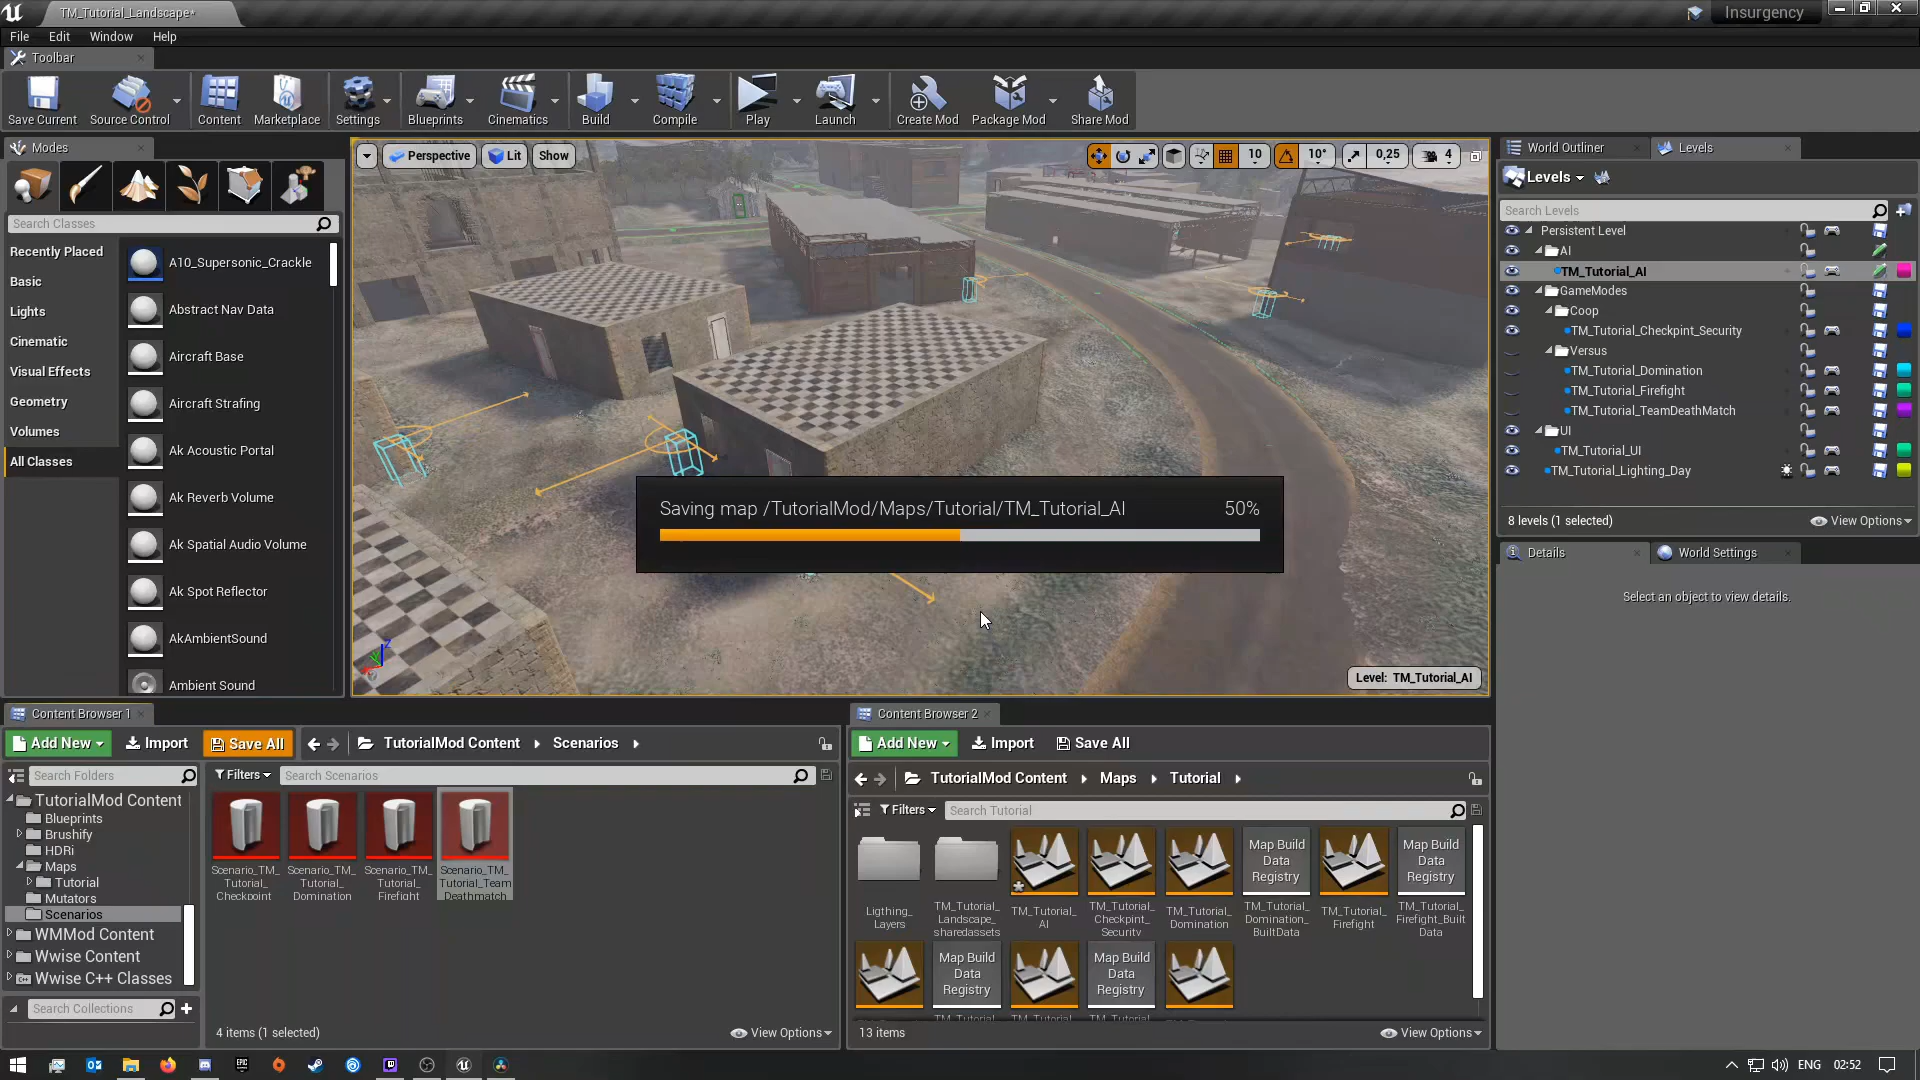 TM_Tutorial_Landscape*
Insurgency
File Edit Window Help
Toolbar
Save Current Source Control Content Marketplace Settings Blueprints Cinematics Build Compile Play Launch Create Mod Package Mod Share Mod
Modes
Search Classes
Recently Placed
Basic
Lights
Cinematic
Visual Effects
Geometry
Volumes
All Classes
A10_Supersonic_Crackle
Abstract Nav Data
Aircraft Base
Aircraft Strafing
Ak Acoustic Portal
Ak Reverb Volume
Ak Spatial Audio Volume
Ak Spot Reflector
AkAmbientSound
Ambient Sound
Perspective Lit Show
10 10° 0,25 4
Saving map /TutorialMod/Maps/Tutorial/TM_Tutorial_AI 50%
Level: TM_Tutorial_AI
World Outliner Levels
Levels
Search Levels
Persistent Level
AI
TM_Tutorial_AI
GameModes
Coop
TM_Tutorial_Checkpint_Security
Versus
TM_Tutorial_Domination
TM_Tutorial_Firefight
TM_Tutorial_TeamDeathMatch
UI
TM_Tutorial_UI
TM_Tutorial_Lighting_Day
8 levels (1 selected) View Options
Details World Settings
Select an object to view details.
Content Browser 1
Add New Import Save All TutorialMod Content Scenarios
Search Folders
Filters Search Scenarios
TutorialMod Content
Blueprints
Brushify
HDRi
Maps
Tutorial
Mutators
Scenarios
WMMod Content
Wwise Content
Wwise C++ Classes
Search Collections
Scenario_TM_
Tutorial_
Checkpoint
Scenario_TM_
Tutorial_
Domination
Scenario_TM_
Tutorial_
Firefight
Scenario_TM_
Tutorial_Team
Deathmatch
4 items (1 selected) View Options
Content Browser 2
Add New Import Save All
TutorialMod Content Maps Tutorial
Filters Search Tutorial
Ligthing_
Layers
TM_Tutorial_
Landscape_
sharedassets
TM_Tutorial_
AI
TM_Tutorial_
Checkpint_
Security
TM_Tutorial_
Domination
Map Build
Data
Registry
TM_Tutorial_
Domination_
BuiltData
TM_Tutorial_
Firefight
Map Build
Data
Registry
TM_Tutorial_
Firefight_Built
Data
Map Build
Data
Registry
Map Build
Data
Registry
13 items View Options
ENG 02:52